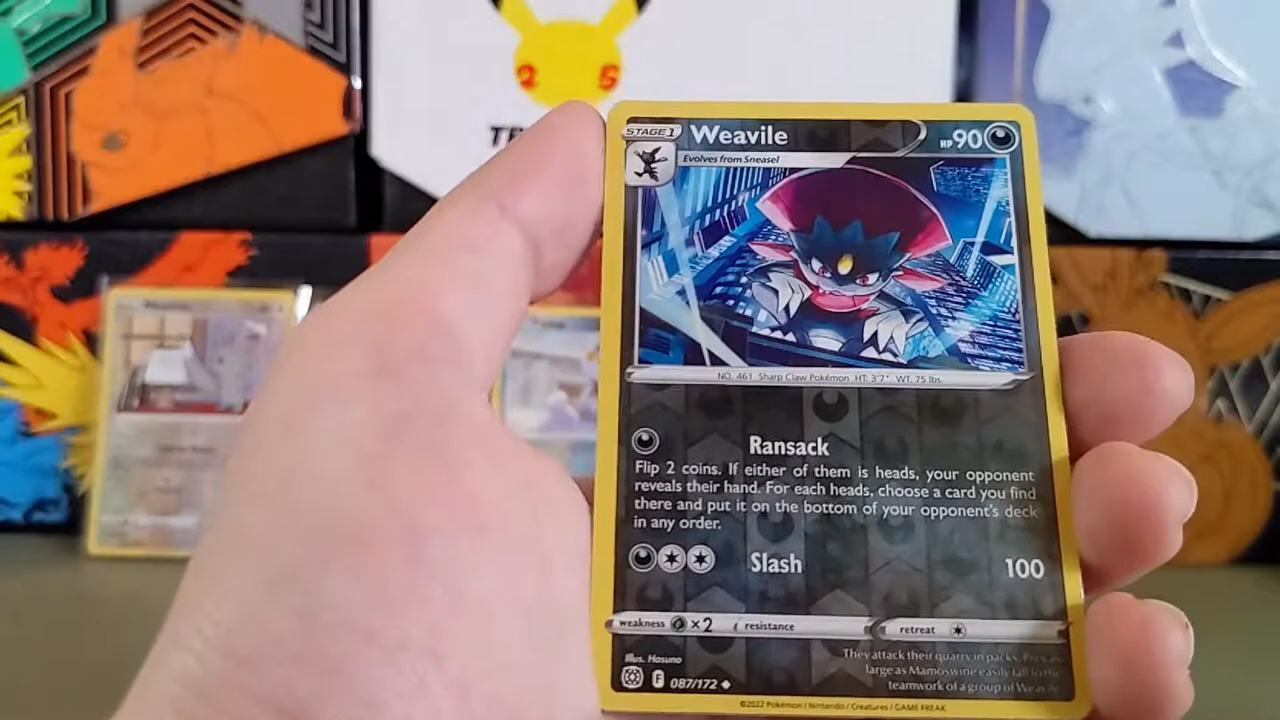 2 5
STAGE 1 Weavile HP 90
Evolves from Sneasel
NO. 461 Sharp Claw Pokémon HT: 3'7" WT: 75 lbs.
Ransack
Flip 2 coins. If either of them is heads, your opponent
reveals their hand. For each heads, choose a card you find
there and put it on the bottom of your opponent's deck
in any order.
Slash 100
weakness ×2 resistance retreat
They attack their quarry in packs.
Illus. Hasuno
large as Mamoswine easily fall to the
F 087/172
teamwork of a group of Weavile
©2022 Pokémon / Nintendo / Creatures / GAME FREAK